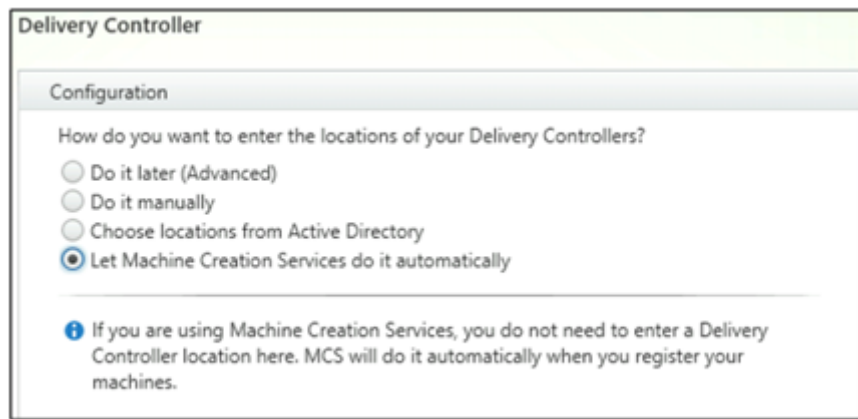 Delivery Controller
Configuration
How do you want to enter the locations of your Delivery Controllers?
Do it later (Advanced)
Do it manually
Choose locations from Active Directory
Let Machine Creation Services do it automatically
If you are using Machine Creation Services, you do not need to enter a Delivery
Controller location here. MCS will do it automatically when you register your
machines.